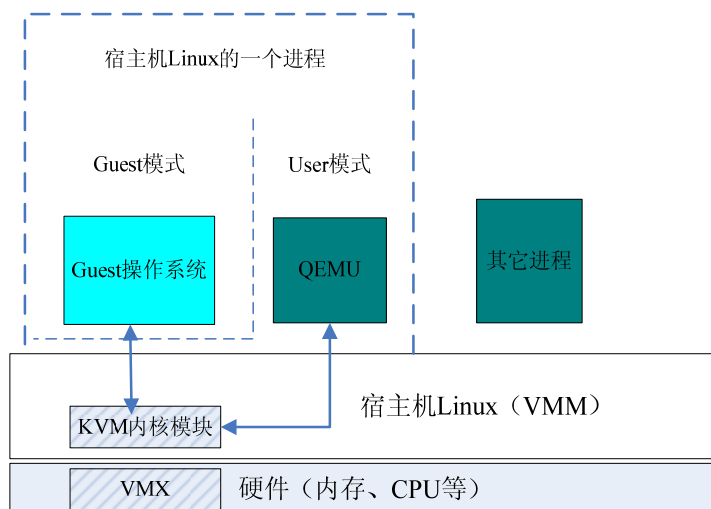 宿主机Linux的一个进程
Guest模式
User模式
Guest操作系统
QEMU
其它进程
宿主机Linux（VMM）
KVM内核模块
VMX
硬件（内存、CPU等）